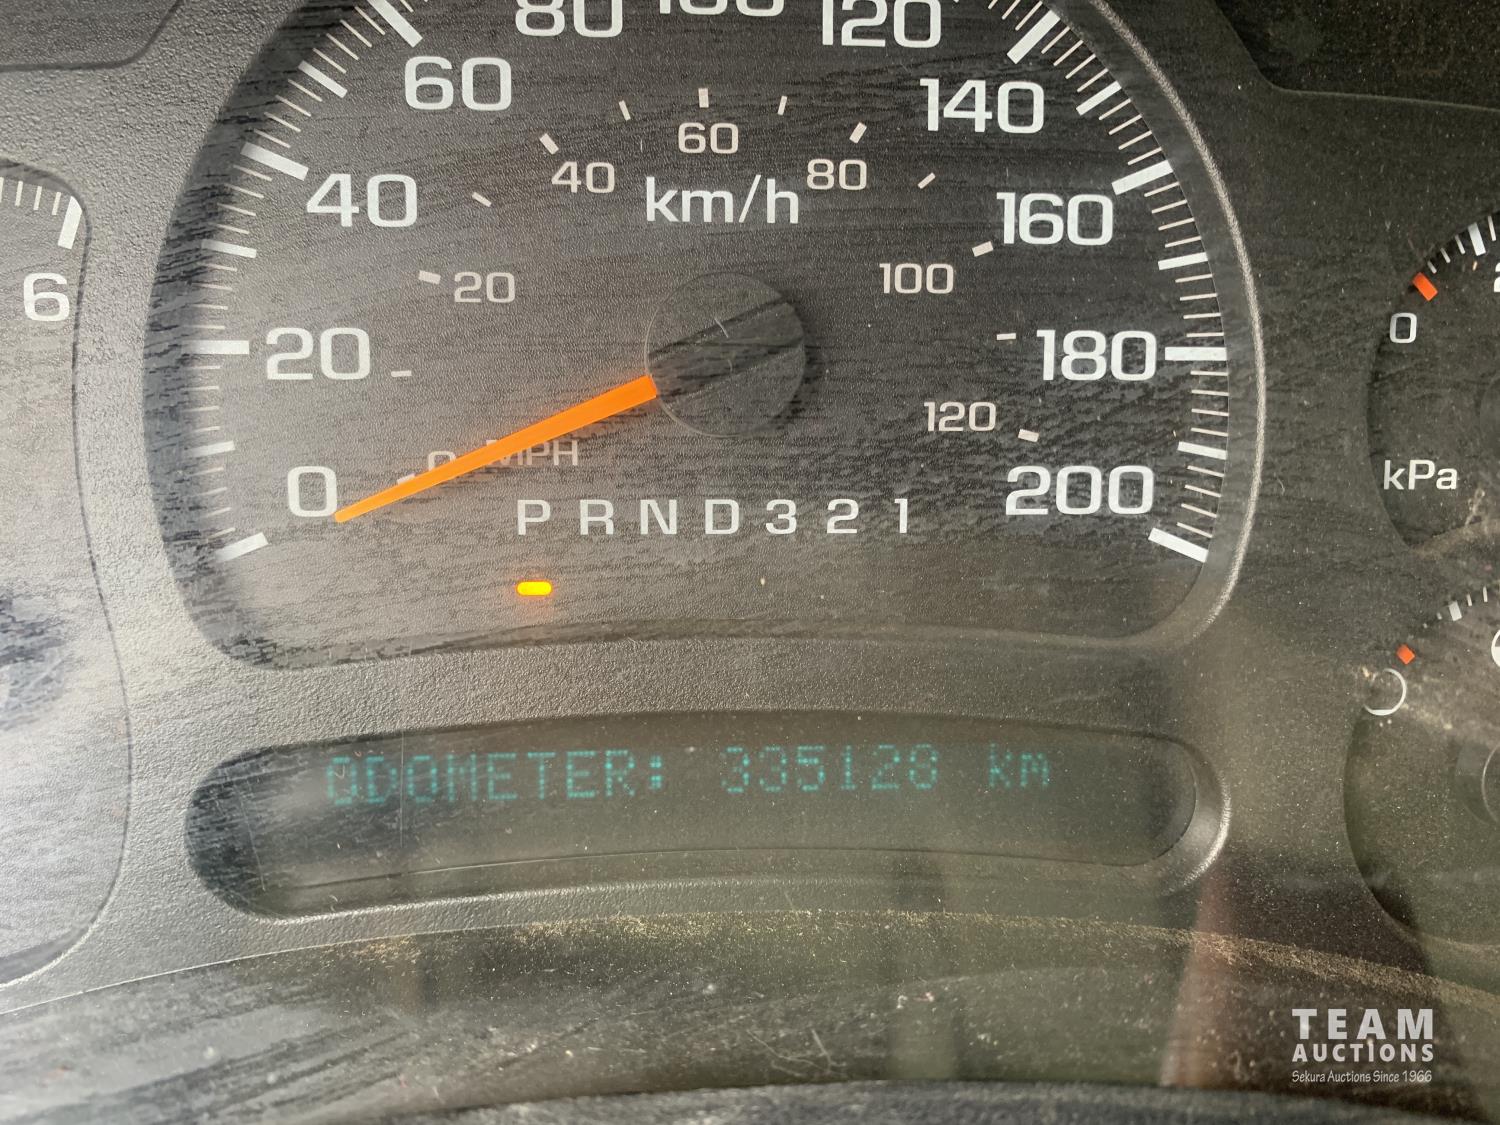 80 100 120
60 140
40 60 80
40 km/h 160
6 20 100 0
20 180
120
0 MPH 200 kPa
P R N D 3 2 1
ODOMETER: 335128 km
TEAM
AUCTIONS
Sekura Auctions Since 1966